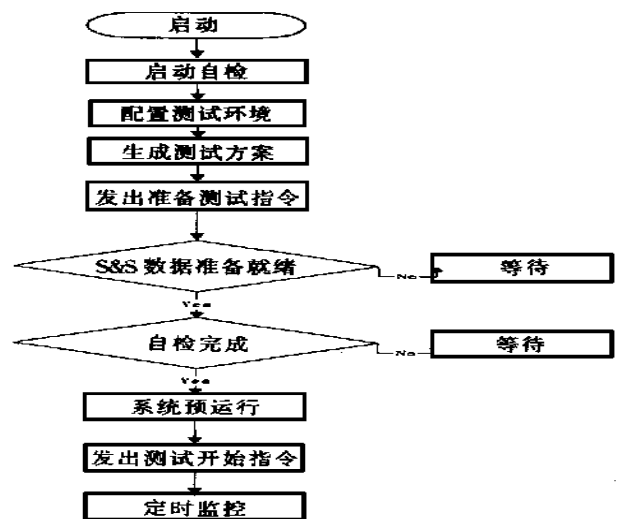 启动
启动自检
配置测试环境
生成测试方案
发出准备测试指令
S&S 数据准备就绪
No
等待
Yes
自检完成
No
等待
Yes
系统预运行
发出测试开始指令
定时监控